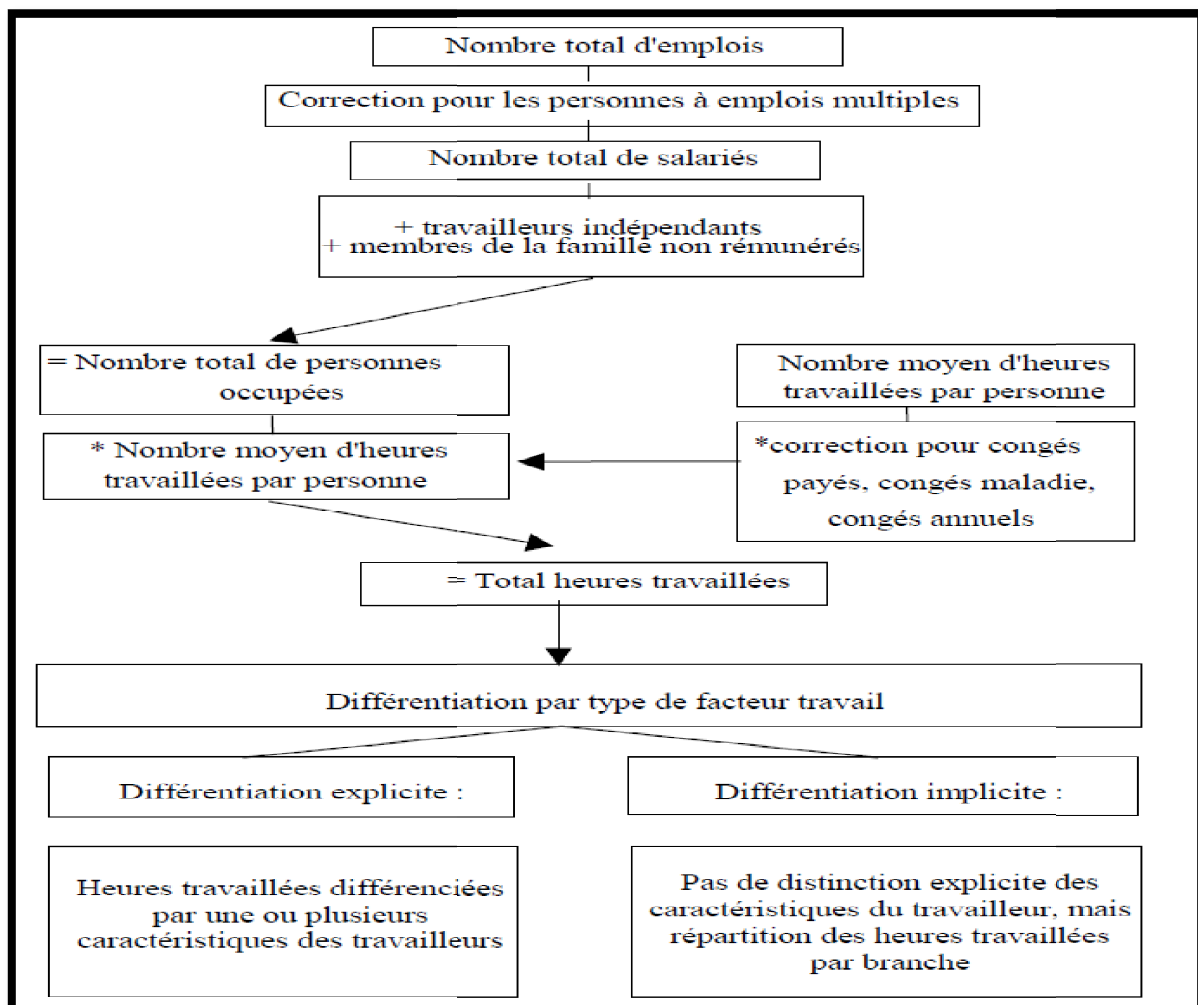 Nombre total d'emplois
Correction pour les personnes à emplois multiples
Nombre total de salariés
+ travailleurs indépendants
+ membres de la famille non rémunérés
= Nombre total de personnes
occupées
Nombre moyen d'heures
travaillées par personne
* Nombre moyen d'heures
travaillées par personne
*correction pour congés
payés, congés maladie,
congés annuels
= Total heures travaillées
Différentiation par type de facteur travail
Différentiation explicite :
Différentiation implicite :
Heures travaillées différenciées
par une ou plusieurs
caractéristiques des travailleurs
Pas de distinction explicite des
caractéristiques du travailleur, mais
répartition des heures travaillées
par branche